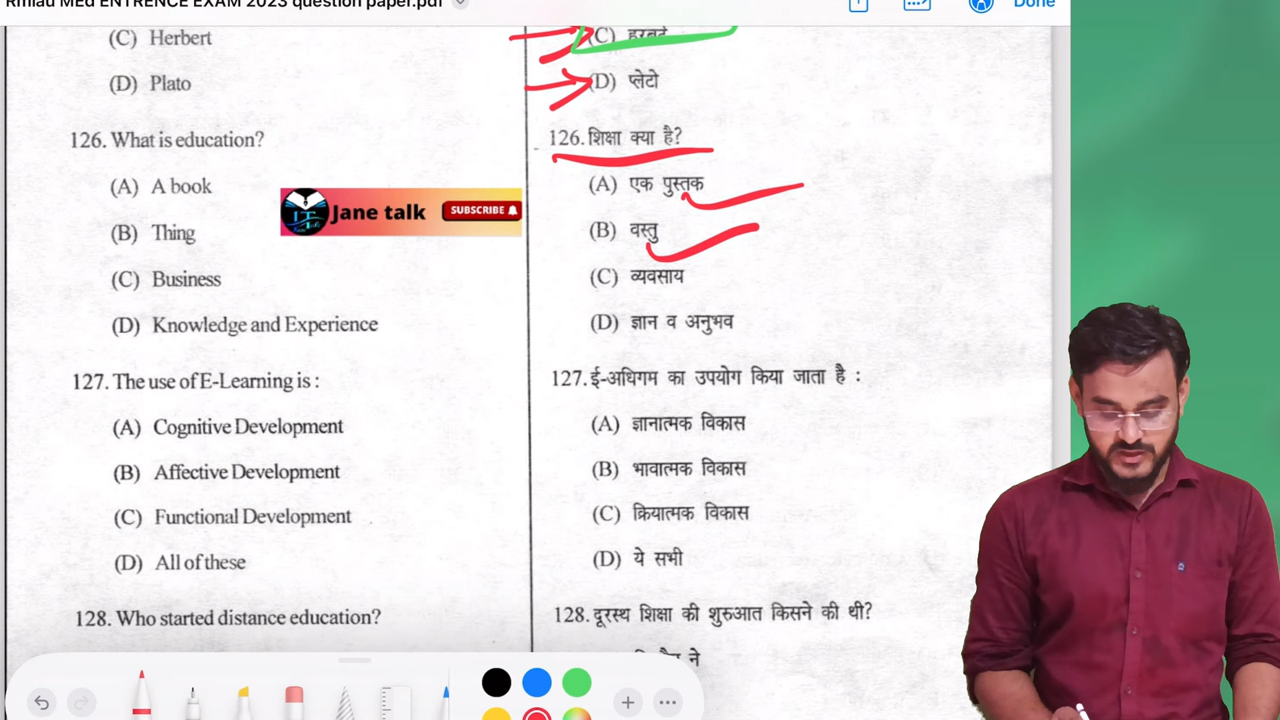 Rmlau MEd ENTRENCE EXAM 2023 question paper.pdf
Done
(C) Herbert
(D) Plato
126. What is education?
(A) A book
(B) Thing
(C) Business
(D) Knowledge and Experience
127. The use of E-Learning is :
(A) Cognitive Development
(B) Affective Development
(C) Functional Development
(D) All of these
128. Who started distance education?
Jane talk
SUBSCRIBE
(C) हरबर्ट
(D) प्लेटो
126. शिक्षा क्या है?
(A) एक पुस्तक
(B) वस्तु
(C) व्यवसाय
(D) ज्ञान व अनुभव
127. ई-अधिगम का उपयोग किया जाता है :
(A) ज्ञानात्मक विकास
(B) भावात्मक विकास
(C) क्रियात्मक विकास
(D) ये सभी
128. दूरस्थ शिक्षा की शुरुआत किसने की थी?
ने